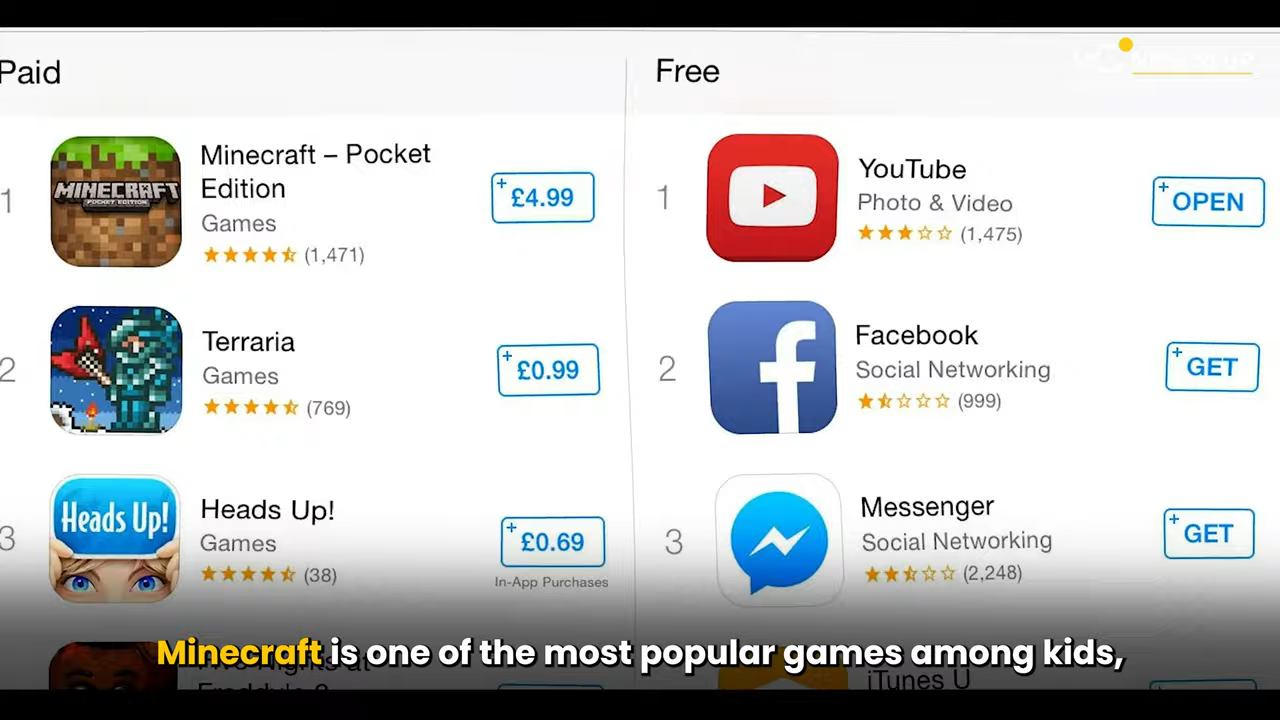 Paid
1
MINECRAFT
POCKET EDITION
Minecraft – Pocket
Edition
Games
(1,471)
+
£4.99
2
Terraria
Games
(769)
+
£0.99
3
Heads Up!
Heads Up!
Games
(38)
+
£0.69
In-App Purchases
Free
1
YouTube
Photo & Video
(1,475)
+
OPEN
2
f
Facebook
Social Networking
(999)
+
GET
3
Messenger
Social Networking
(2,248)
+
GET
iTunes U
Minecraft is one of the most popular games among kids,